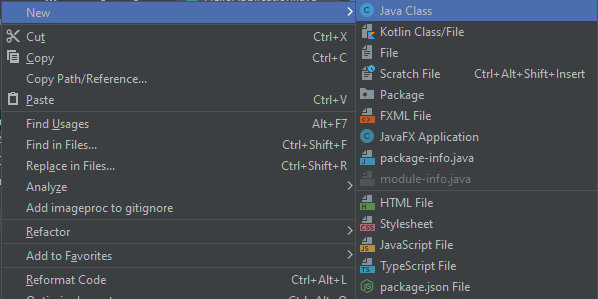 New
Cut Ctrl+X
Copy Ctrl+C
Copy Path/Reference...
Paste Ctrl+V
Find Usages Alt+F7
Find in Files... Ctrl+Shift+F
Replace in Files... Ctrl+Shift+R
Analyze
Add imageproc to gitignore
Refactor
Add to Favorites
Reformat Code Ctrl+Alt+L
Java Class
Kotlin Class/File
File
Scratch File Ctrl+Alt+Shift+Insert
Package
FXML File
JavaFX Application
package-info.java
module-info.java
HTML File
Stylesheet
JavaScript File
TypeScript File
package.json File